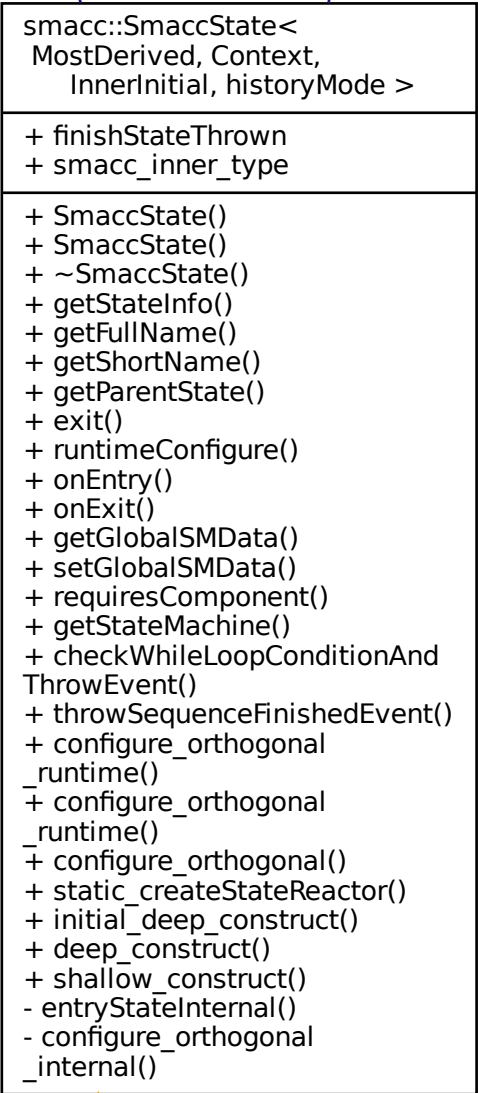 smacc::SmaccState<
MostDerived, Context,
InnerInitial, historyMode >
+ finishStateThrown
+ smacc_inner_type
+ SmaccState()
+ SmaccState()
+ ~SmaccState()
+ getStateInfo()
+ getFullName()
+ getShortName()
+ getParentState()
+ exit()
+ runtimeConfigure()
+ onEntry()
+ onExit()
+ getGlobalSMData()
+ setGlobalSMData()
+ requiresComponent()
+ getStateMachine()
+ checkWhileLoopConditionAnd
ThrowEvent()
+ throwSequenceFinishedEvent()
+ configure_orthogonal
_runtime()
+ configure_orthogonal
_runtime()
+ configure_orthogonal()
+ static_createStateReactor()
+ initial_deep_construct()
+ deep_construct()
+ shallow_construct()
- entryStateInternal()
- configure_orthogonal
_internal()